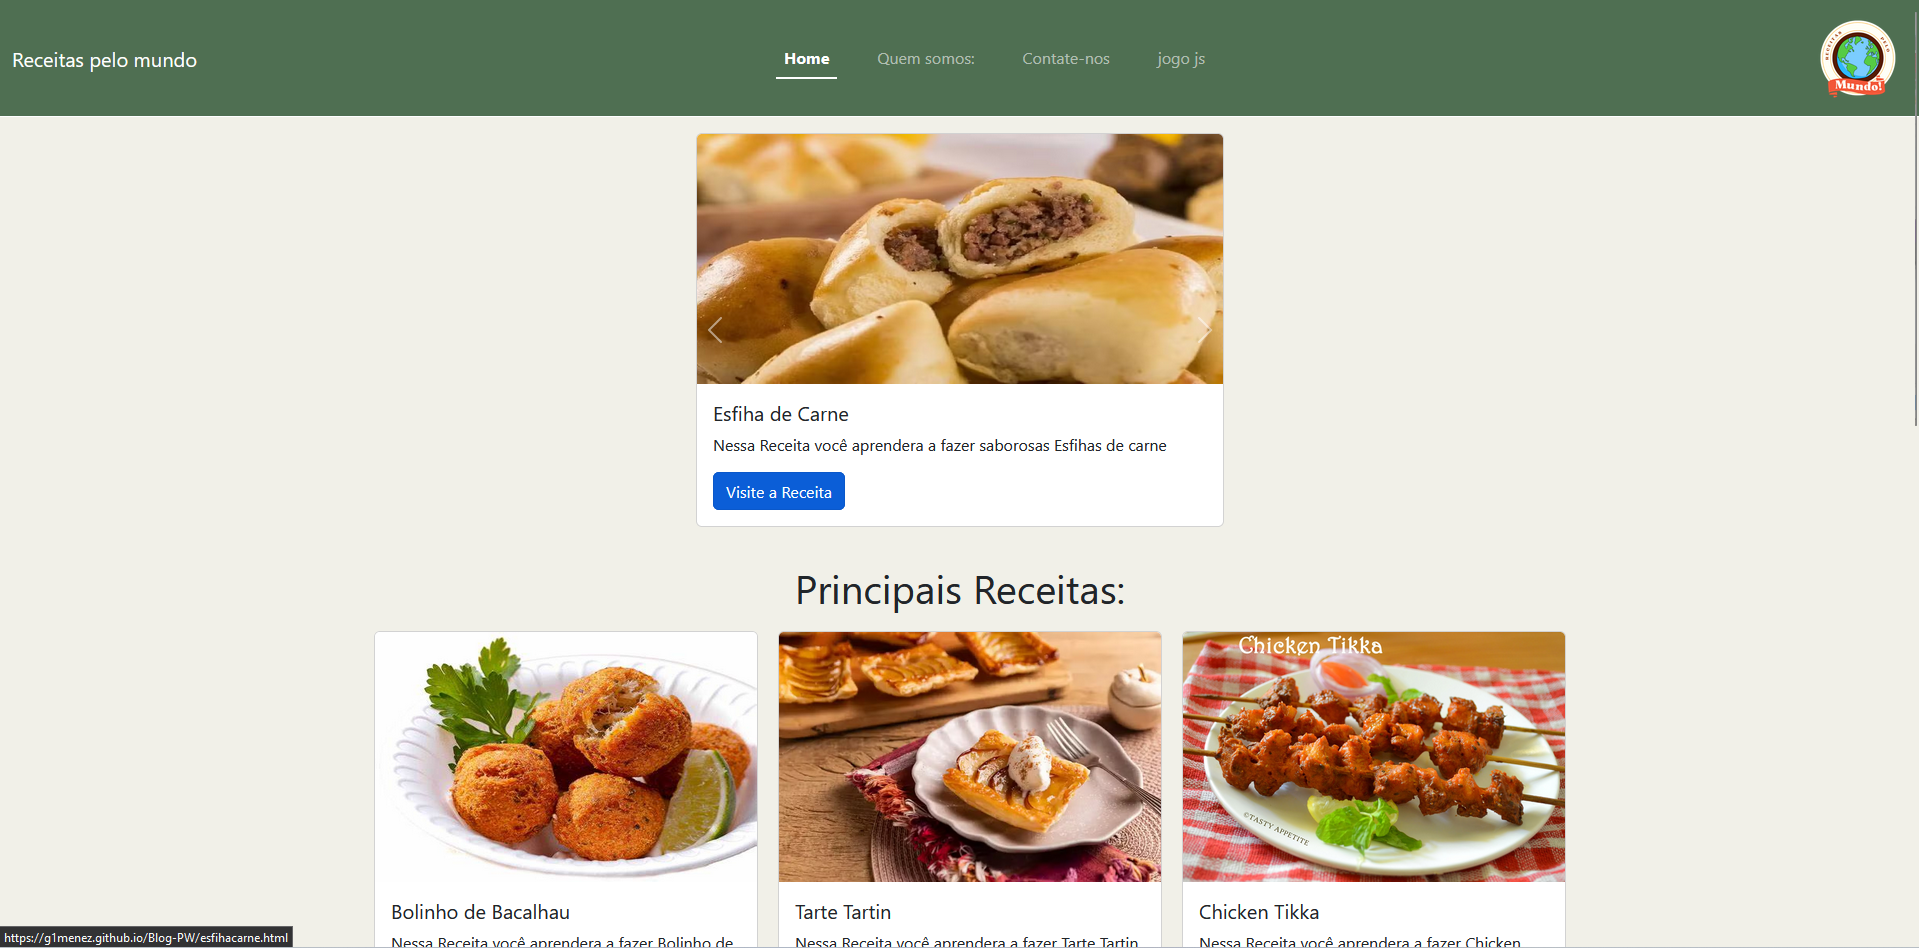 Receitas pelo mundo
Home
Quem somos:
Contate-nos
jogo js
RECEITAS PELO
Mundo!
Esfiha de Carne
Nessa Receita você aprendera a fazer saborosas Esfihas de carne
Visite a Receita
Principais Receitas:
Chicken Tikka
©TASTY APPETITE
Bolinho de Bacalhau
Tarte Tartin
Chicken Tikka
Nessa Receita você aprendera a fazer Bolinho de
Nessa Receita você aprendera a fazer Tarte Tartin
Nessa Receita você aprendera a fazer Chicken
https://g1menez.github.io/Blog-PW/esfihacarne.html